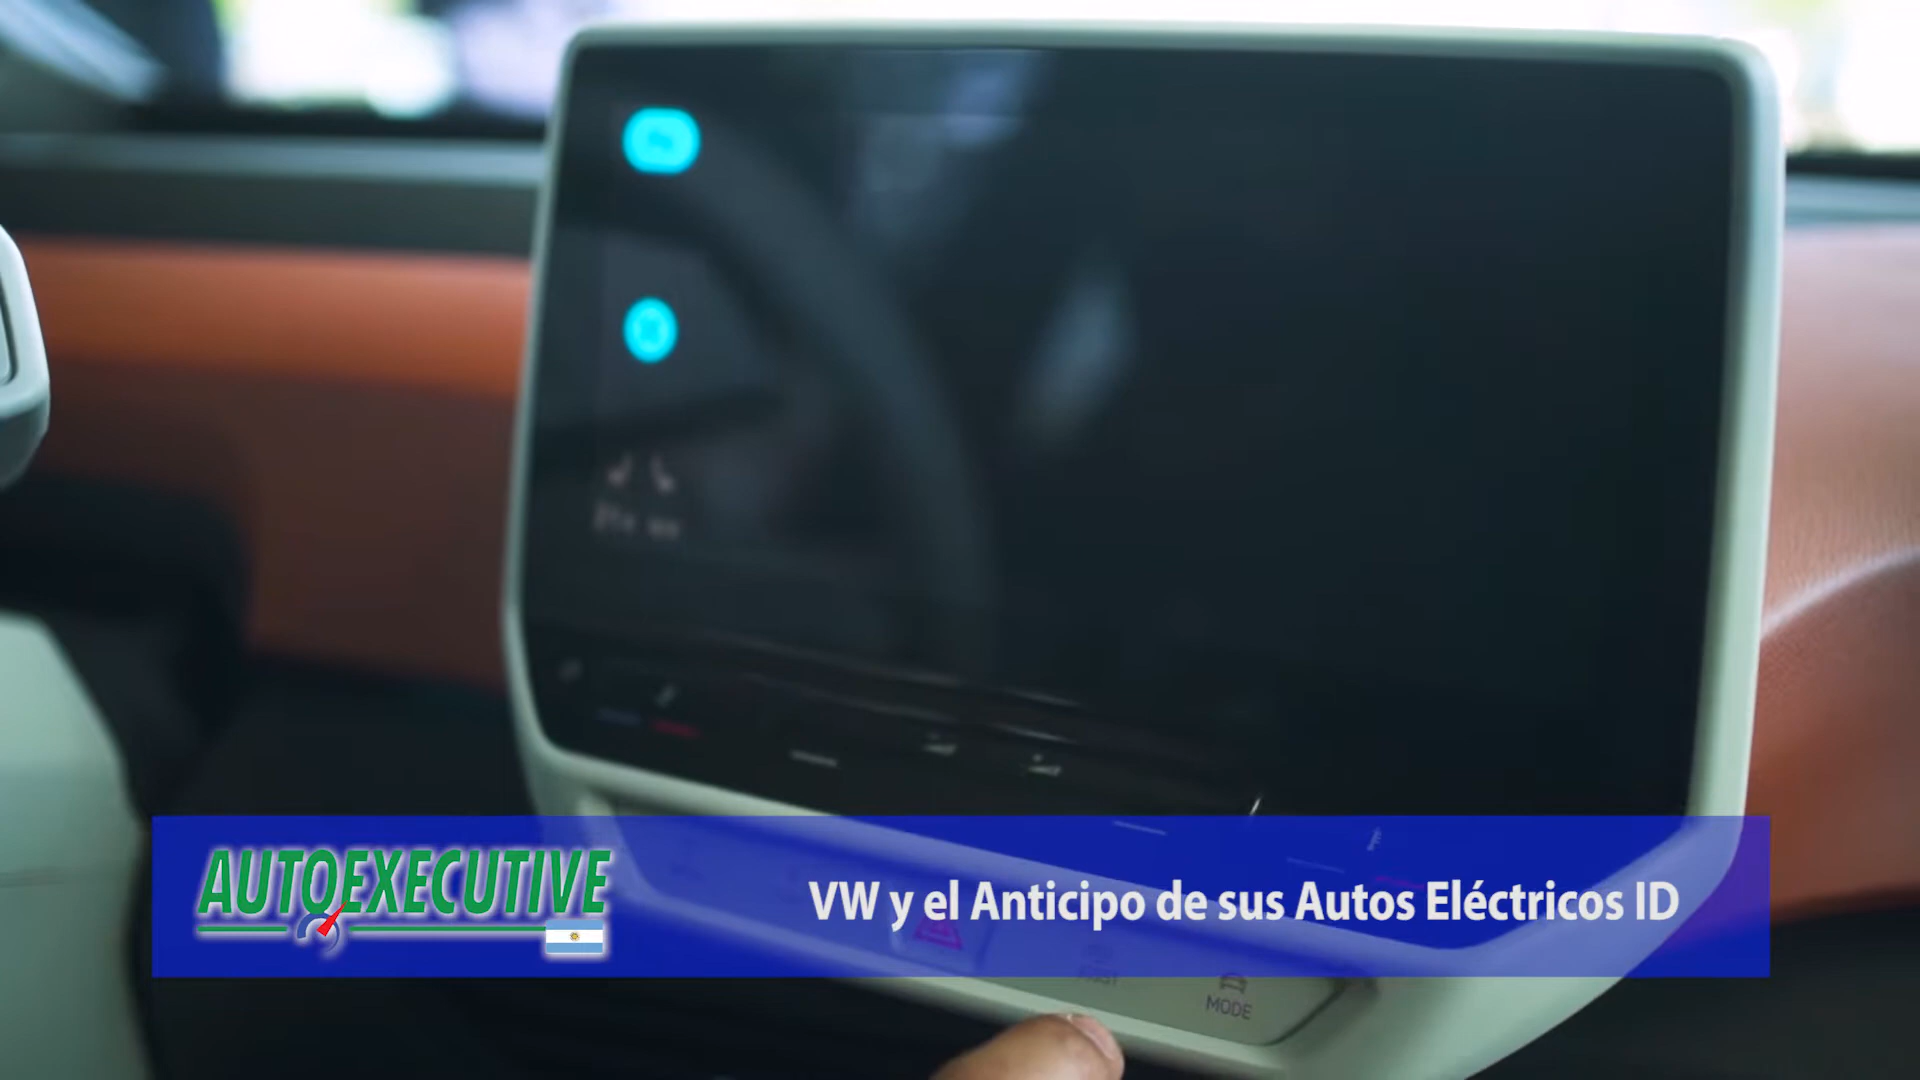 AUTOEXECUTIVE
VW y el Anticipo de sus Autos Eléctricos ID
MODE